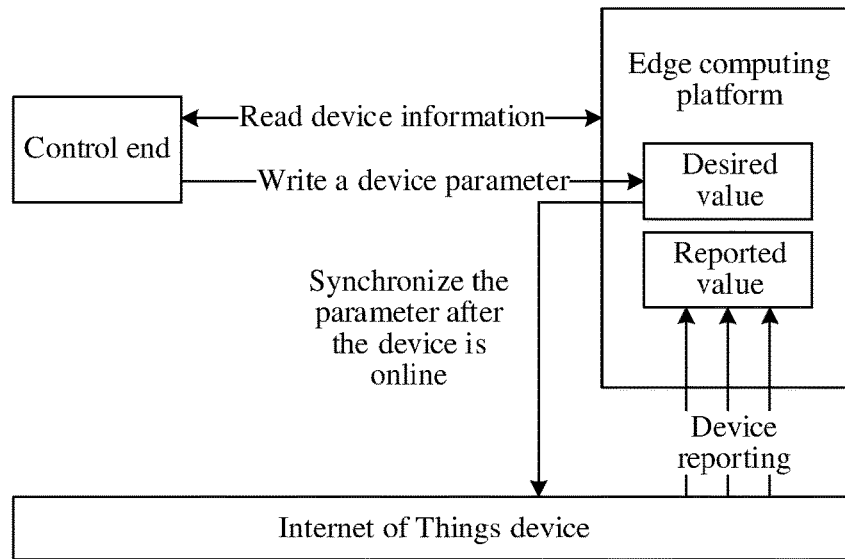 Edge computing
platform
Control end
Read device information
Write a device parameter
Desired
value
Reported
value
Synchronize the
parameter after
the device is
online
Device
reporting
Internet of Things device